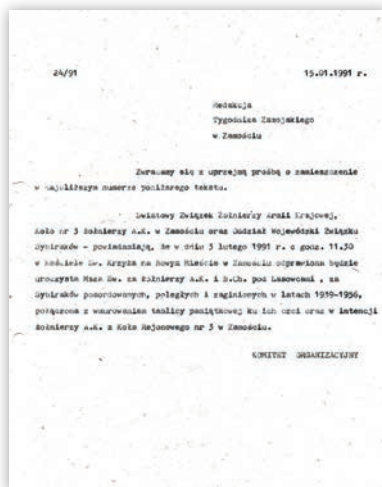 24/91 15.01.1991 r.
Redakcja
Tygodnika Zamojskiego
w Zamościu
Zwracamy się z uprzejmą prośbą o zamieszczenie
w najbliższym numerze poniższego tekstu.
Światowy Związek Żołnierzy Armii Krajowej,
Koło nr 3 żołnierzy A.K. w Zamościu oraz Oddział Wojewódzki Związku
Sybiraków - powiadamiają, że w dniu 3 lutego 1991 r. o godz. 11.30
w kościele Św. Krzyża na Nowym Mieście w Zamościu odprawiona będzie
uroczysta Msza Św. za żołnierzy A.K. i B.Ch. pod Lasowcami, za
Sybiraków pomordowanych, poległych i zaginionych w latach 1939-1956,
połączona z wmurowaniem tablicy pamiątkowej ku ich czci oraz w intencji
żołnierzy A.K. z Koła Rejonowego nr 3 w Zamościu.
KOMITET ORGANIZACYJNY